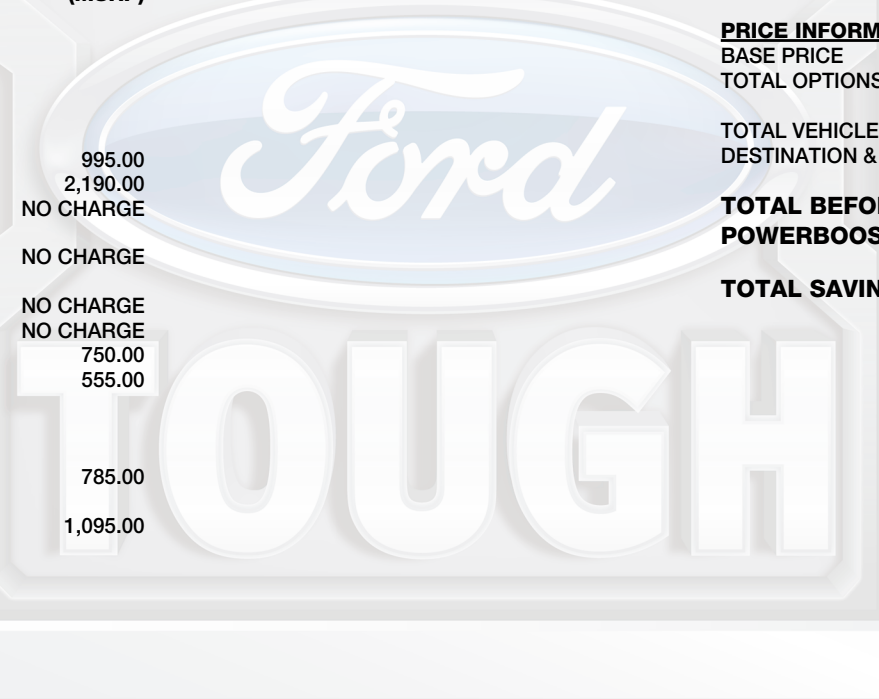 995.00
2,190.00
NO CHARGE
NO CHARGE
NO CHARGE
NO CHARGE
750.00
555.00
785.00
1,095.00
PRICE INFORM
BASE PRICE
TOTAL OPTIONS
TOTAL VEHICLE
DESTINATION &
TOTAL BEFO
POWERBOOS
TOTAL SAVIN
Ford
TOUGH